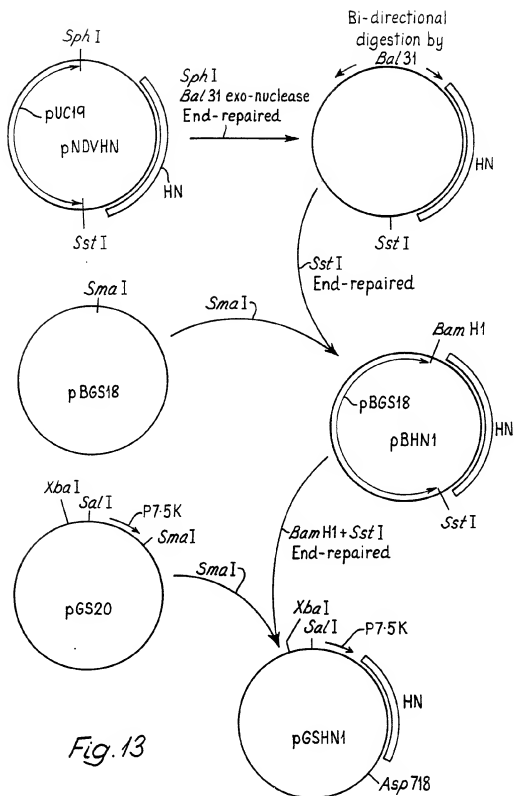 Bi-directional
digestion by
Bal 31
Sph I
Sph I
Bal 31 exo-nuclease
End-repaired
pUC19
pNDVHN
HN
Sst I
HN
Sst I
Sst I
End-repaired
Sma I
Sma I
pBGS18
Bam H1
pBGS18
pBHN1
HN
Sst I
Xba I
Sal I
P7·5K
Sma I
pGS20
Sma I
Bam H1 + Sst I
End-repaired
Xba I
Sal I
P7·5K
HN
pGSHN1
Asp 718
Fig. 13